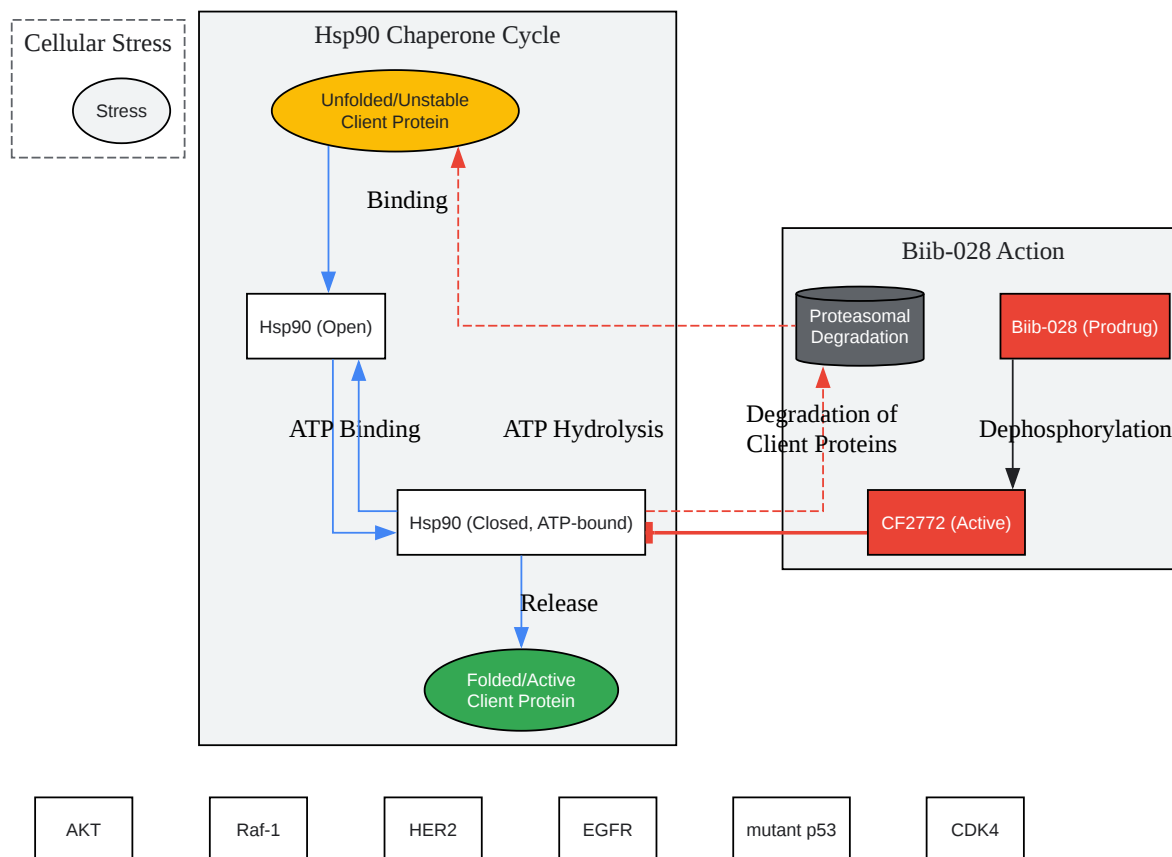 Cellular Stress
Stress
Hsp90 Chaperone Cycle
Unfolded/Unstable
Client Protein
Binding
Hsp90 (Open)
ATP Binding
ATP Hydrolysis
Hsp90 (Closed, ATP-bound)
Release
Folded/Active
Client Protein
Biib-028 Action
Proteasomal
Degradation
Biib-028 (Prodrug)
Degradation of
Client Proteins
Dephosphorylation
CF2772 (Active)
AKT
Raf-1
HER2
EGFR
mutant p53
CDK4